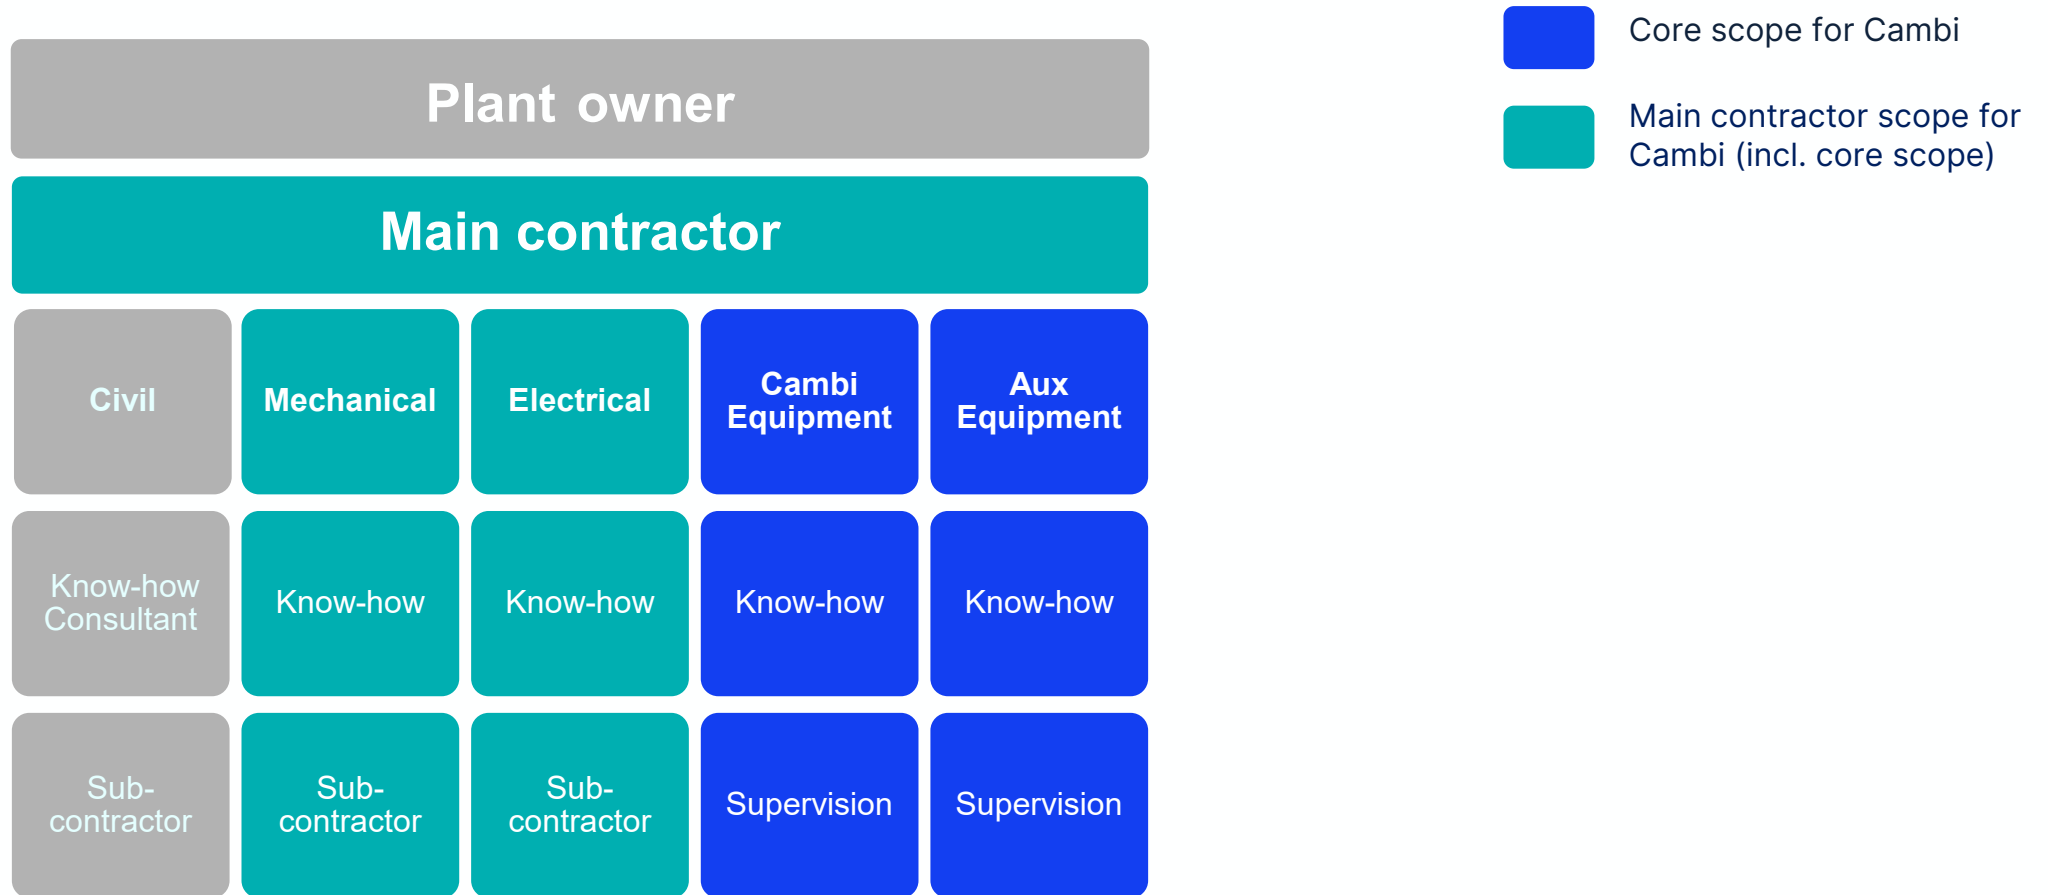 Plant owner
Main contractor
Civil
Mechanical
Electrical
Cambi
Equipment
Aux
Equipment
Know-how
Consultant
Know-how
Know-how
Know-how
Know-how
Sub-
contractor
Sub-
contractor
Sub-
contractor
Supervision
Supervision
Core scope for Cambi
Main contractor scope for
Cambi (incl. core scope)